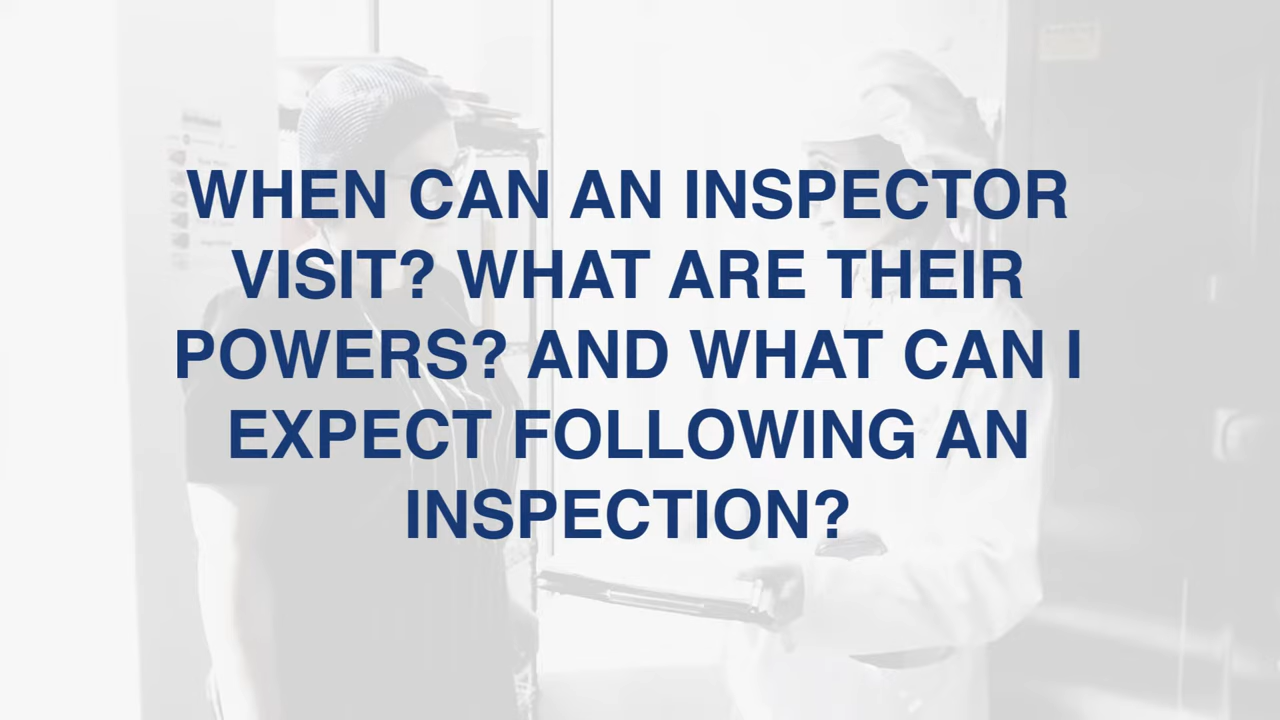 WHEN CAN AN INSPECTOR
VISIT? WHAT ARE THEIR
POWERS? AND WHAT CAN I
EXPECT FOLLOWING AN
INSPECTION?